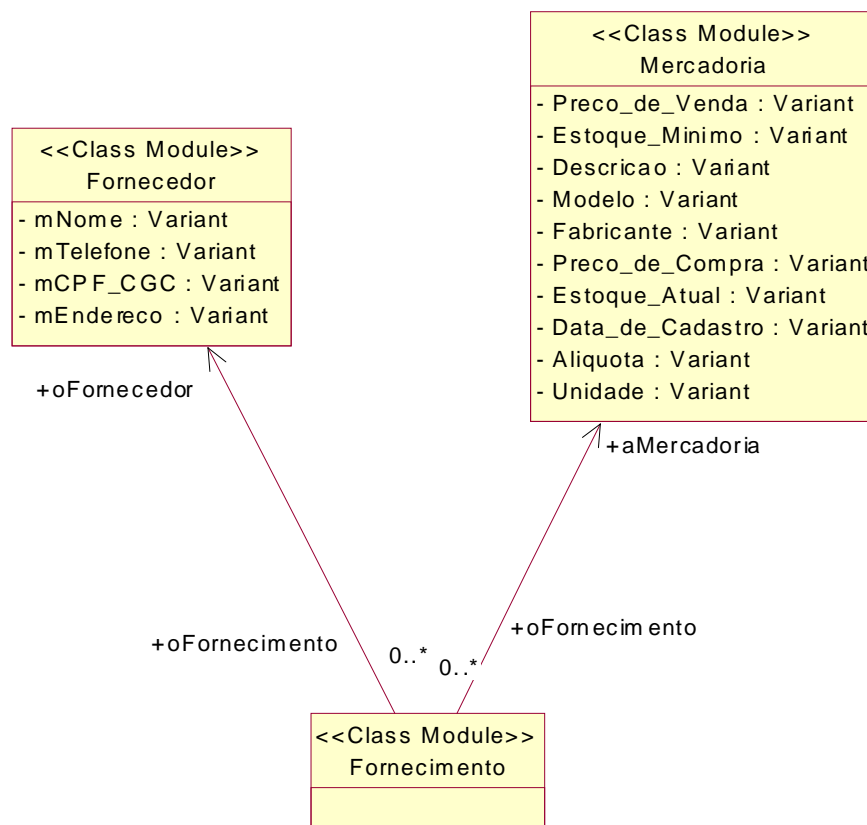 <<Class Module>>
Mercadoria
- Preco_de_Venda : Variant
- Estoque_Minimo : Variant
- Descricao : Variant
- Modelo : Variant
- Fabricante : Variant
- Preco_de_Compra : Variant
- Estoque_Atual : Variant
- Data_de_Cadastro : Variant
- Aliquota : Variant
- Unidade : Variant
<<Class Module>>
Fornecedor
- mNome : Variant
- mTelefone : Variant
- mCPF_CGC : Variant
- mEndereco : Variant
+oFornecedor
+aMercadoria
+oFornecimento
0..*
0..*
+oFornecimento
<<Class Module>>
Fornecimento